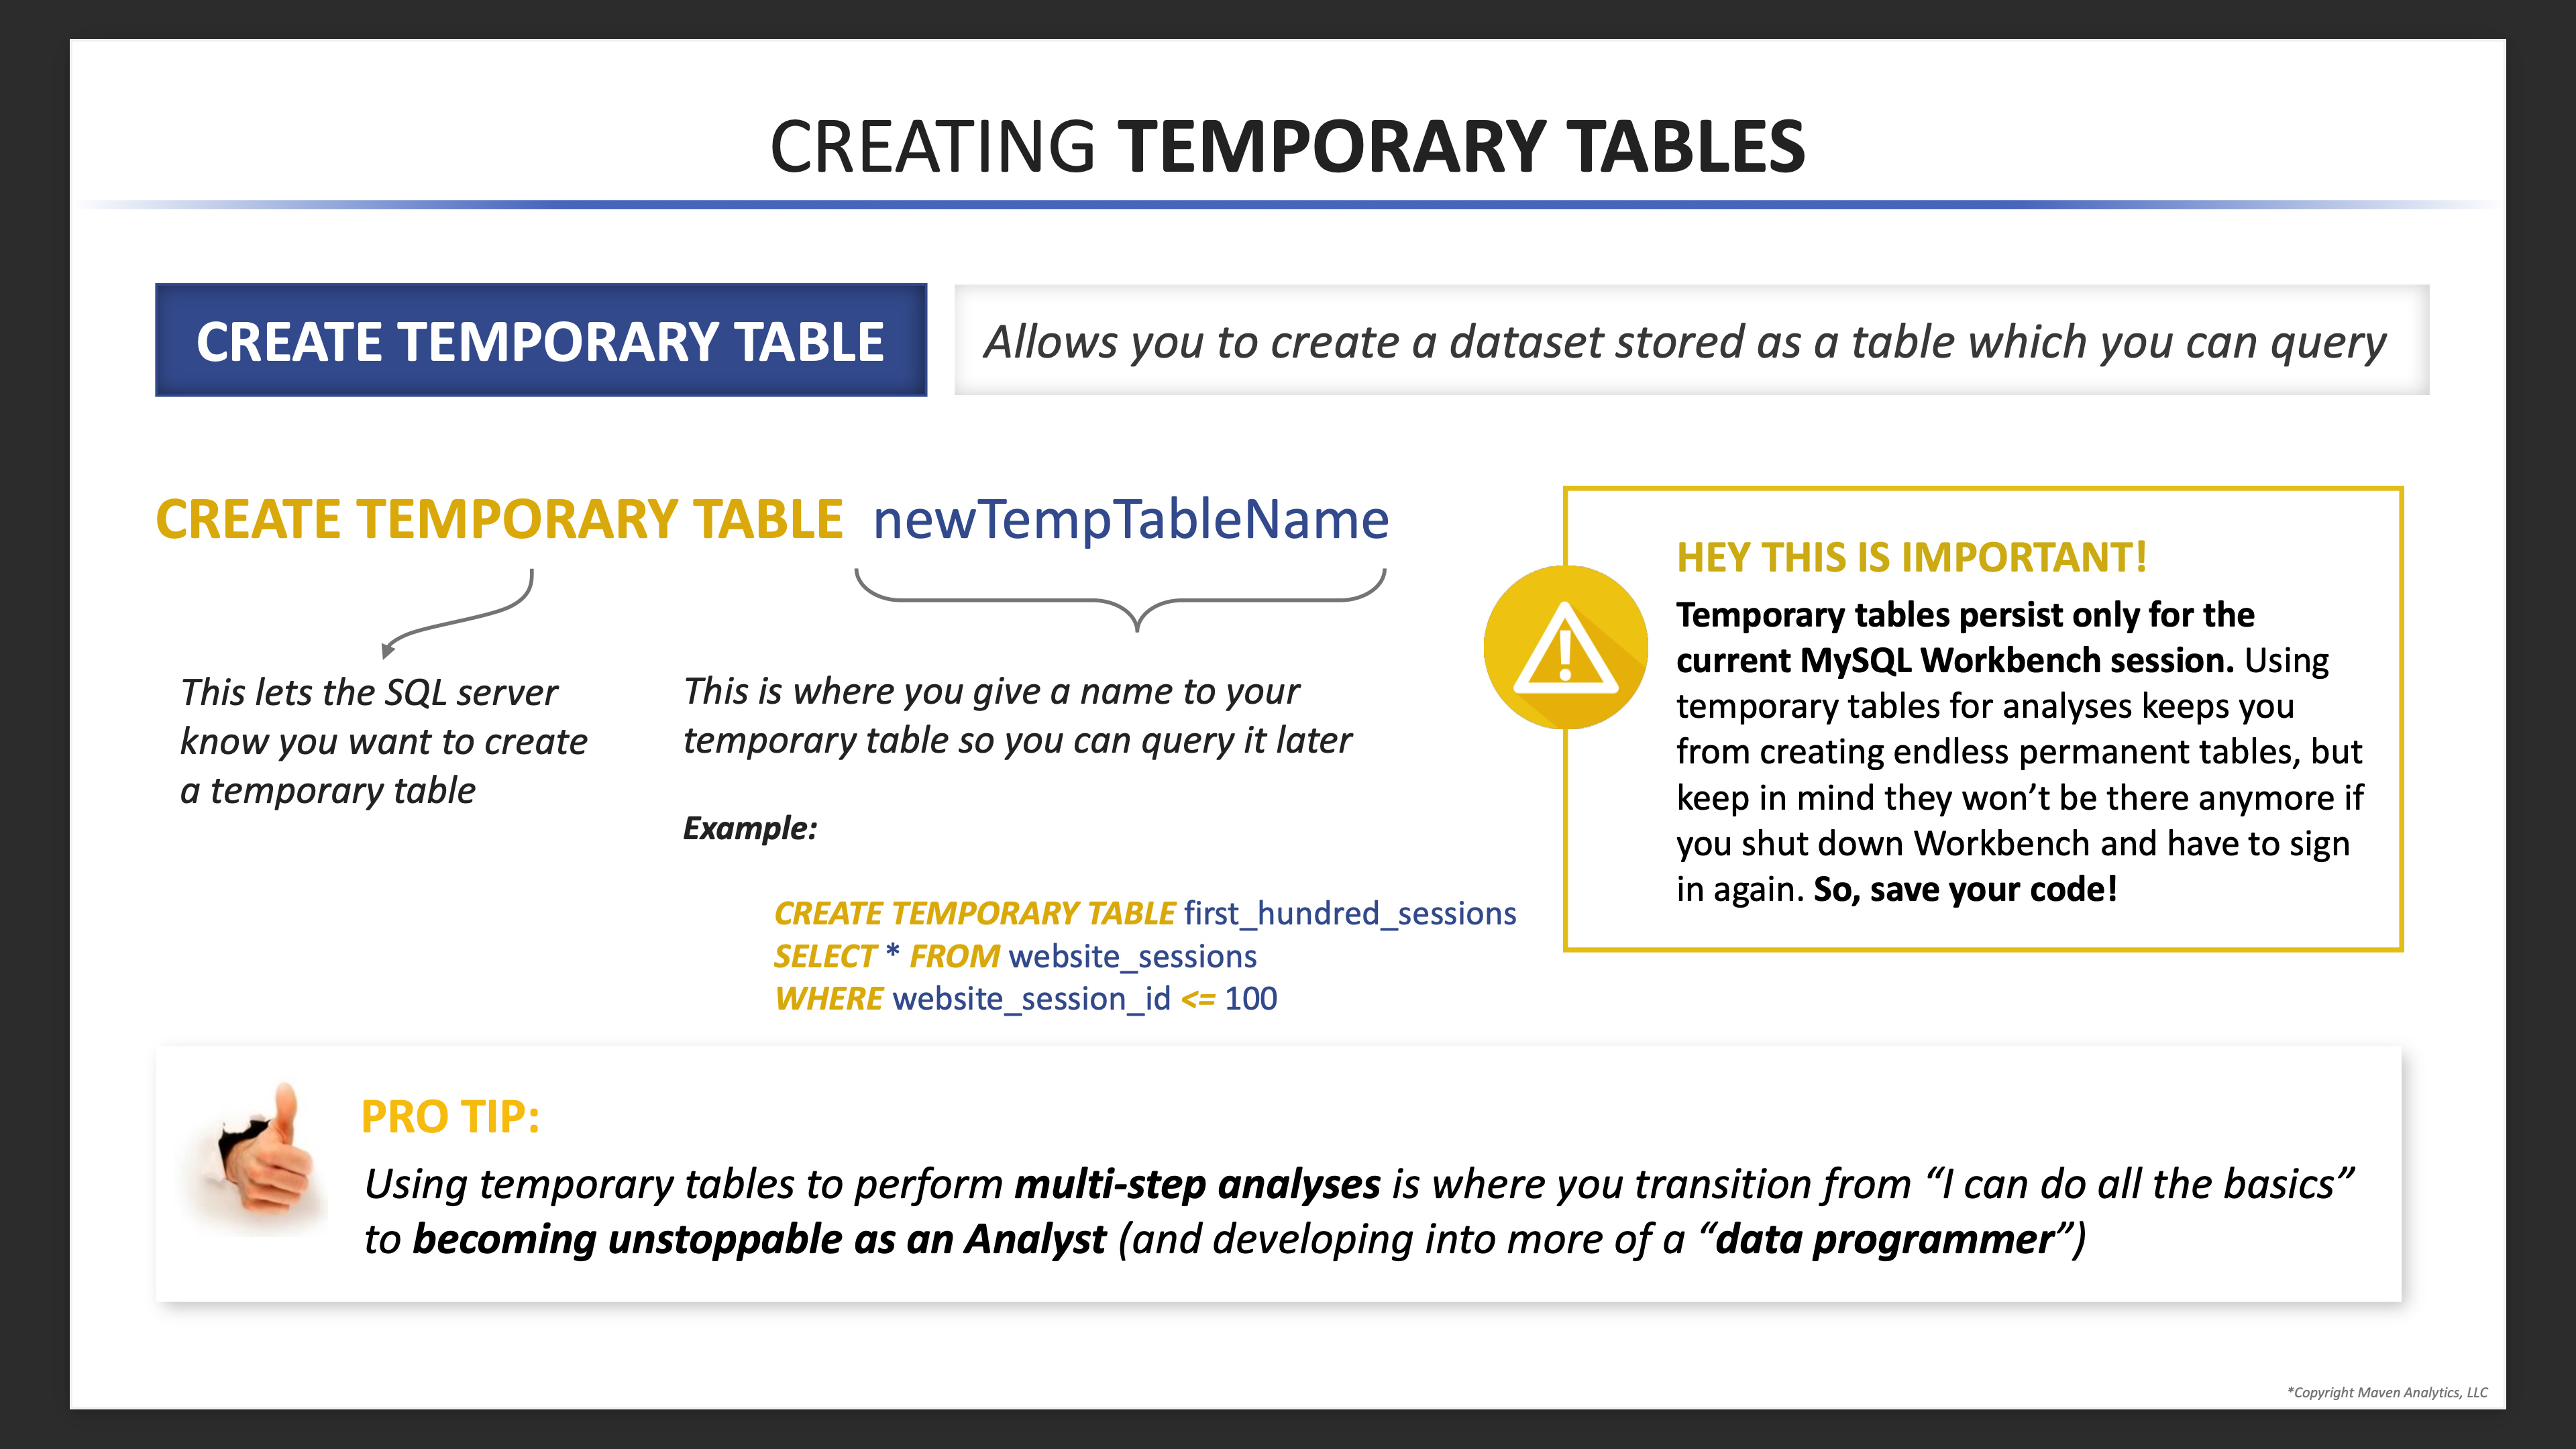 CREATING TEMPORARY TABLES
CREATE TEMPORARY TABLE
Allows you to create a dataset stored as a table which you can query
CREATE TEMPORARY TABLE newTempTableName
This lets the SQL server
know you want to create
a temporary table
This is where you give a name to your
temporary table so you can query it later
Example:
CREATE TEMPORARY TABLE first_hundred_sessions
SELECT * FROM website_sessions
WHERE website_session_id <= 100
HEY THIS IS IMPORTANT!
Temporary tables persist only for the
current MySQL Workbench session. Using
temporary tables for analyses keeps you
from creating endless permanent tables, but
keep in mind they won’t be there anymore if
you shut down Workbench and have to sign
in again. So, save your code!
PRO TIP:
Using temporary tables to perform multi-step analyses is where you transition from “I can do all the basics”
to becoming unstoppable as an Analyst (and developing into more of a “data programmer”)
*Copyright Maven Analytics, LLC